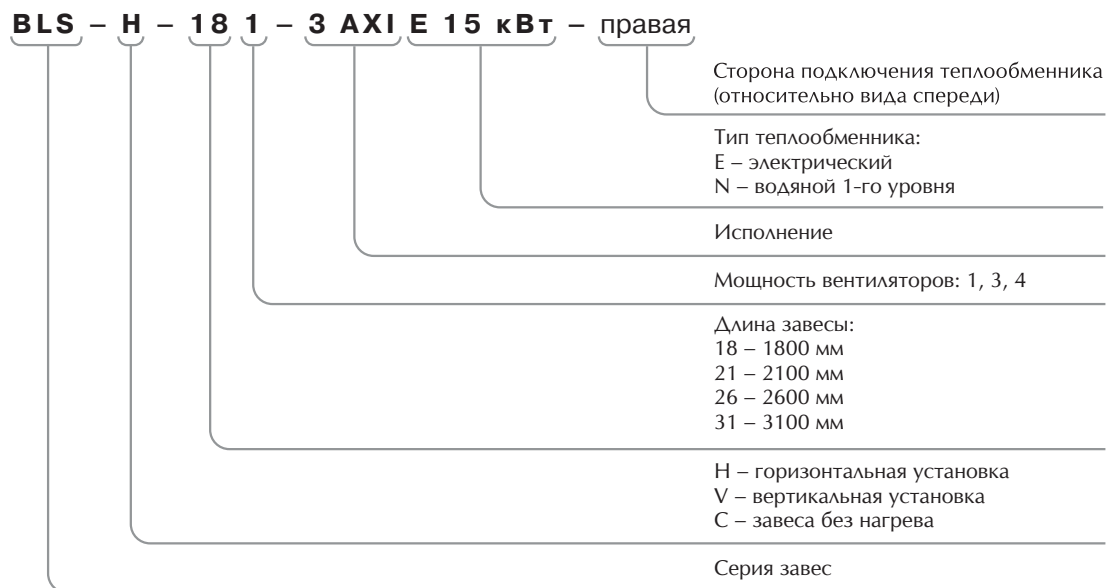 BLS – H – 18 1 – 3 AXI E 15 кВт – правая
Сторона подключения теплообменника
(относительно вида спереди)
Тип теплообменника:
E – электрический
N – водяной 1-го уровня
Исполнение
Мощность вентиляторов: 1, 3, 4
Длина завесы:
18 – 1800 мм
21 – 2100 мм
26 – 2600 мм
31 – 3100 мм
H – горизонтальная установка
V – вертикальная установка
C – завеса без нагрева
Серия завес